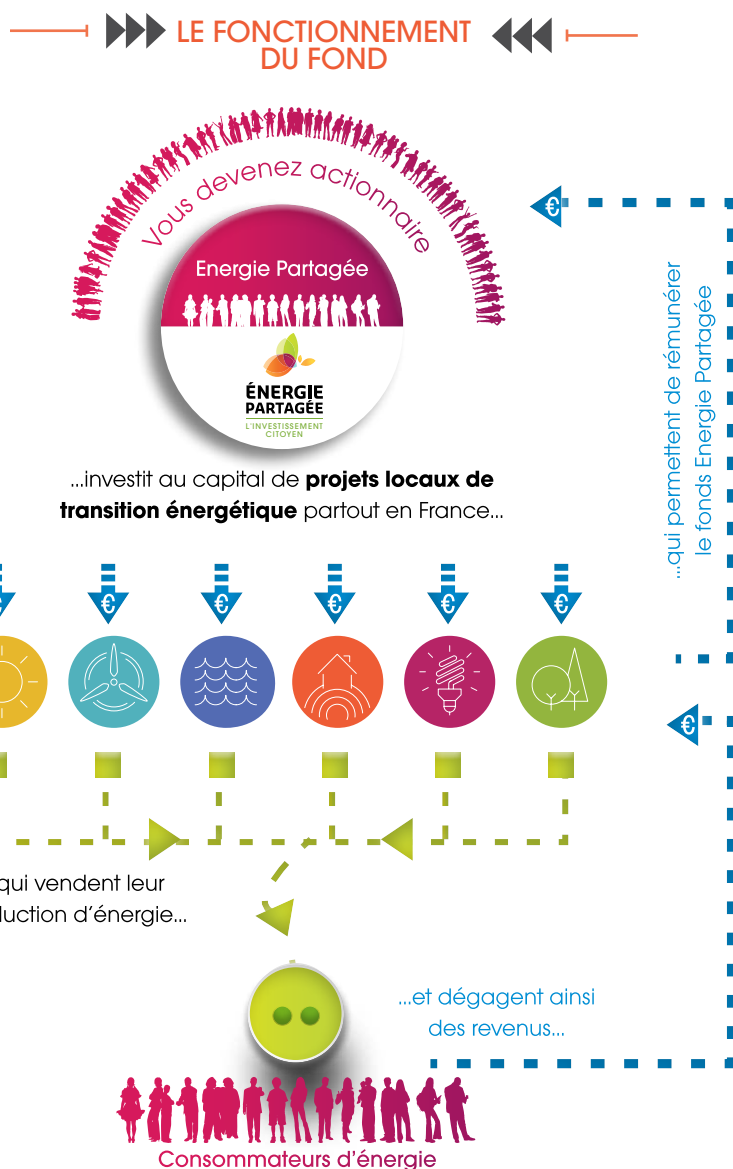 LE FONCTIONNEMENT
DU FOND
Vous devenez actionnaire
Energie Partagée
ÉNERGIE
PARTAGÉE
L'INVESTISSEMENT
CITOYEN
...investit au capital de projets locaux de
transition énergétique partout en France...
€ € € € €
...qui permettent de rémunérer
le fonds Energie Partagée
€
€
qui vendent leur
duction d'énergie...
...et dégagent ainsi
des revenus...
Consommateurs d'énergie